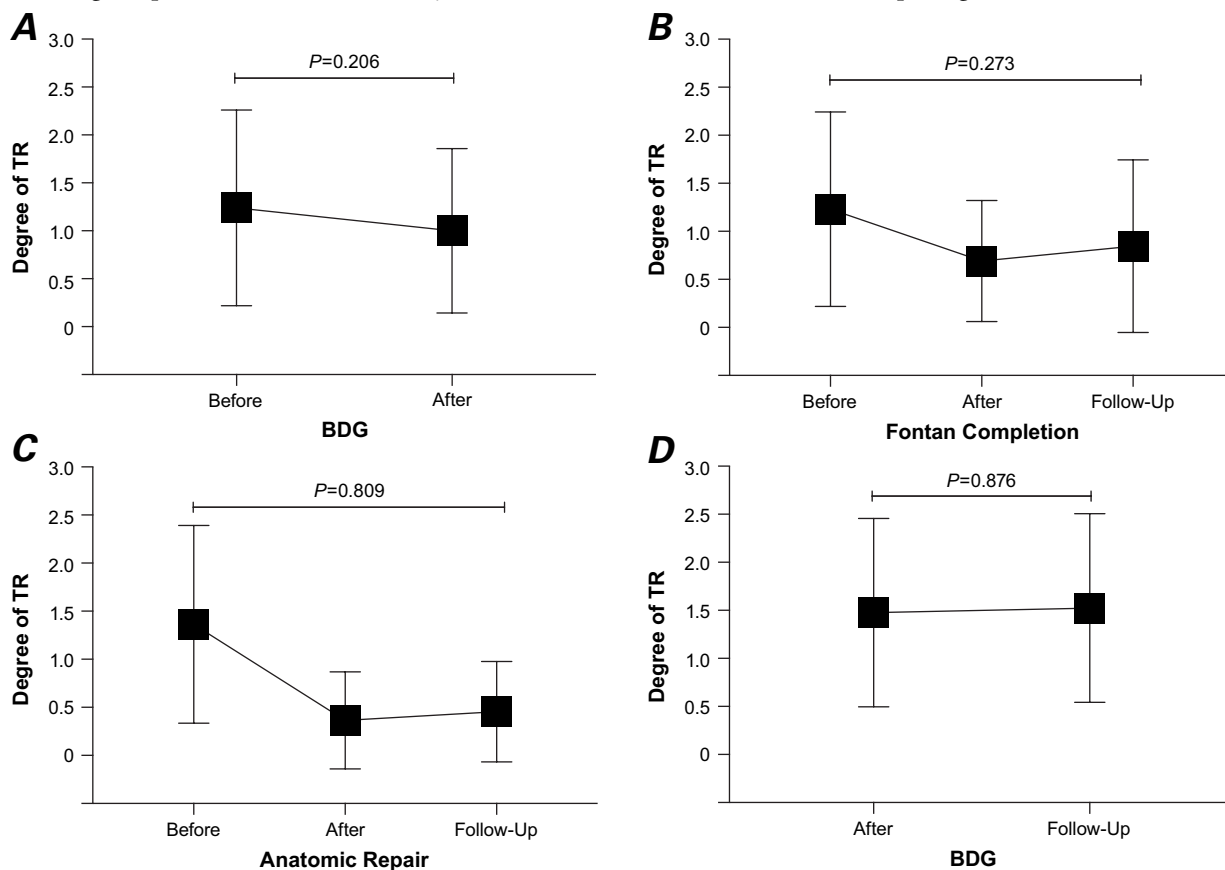 A
3.0
2.5
2.0
1.5
1.0
0.5
0
Degree of TR
P=0.206
Before
After
BDG
B
3.0
2.5
2.0
1.5
1.0
0.5
0
Degree of TR
P=0.273
Before
After
Follow-Up
Fontan Completion
C
3.0
2.5
2.0
1.5
1.0
0.5
0
Degree of TR
P=0.809
Before
After
Follow-Up
Anatomic Repair
D
3.0
2.5
2.0
1.5
1.0
0.5
0
Degree of TR
P=0.876
After
Follow-Up
BDG